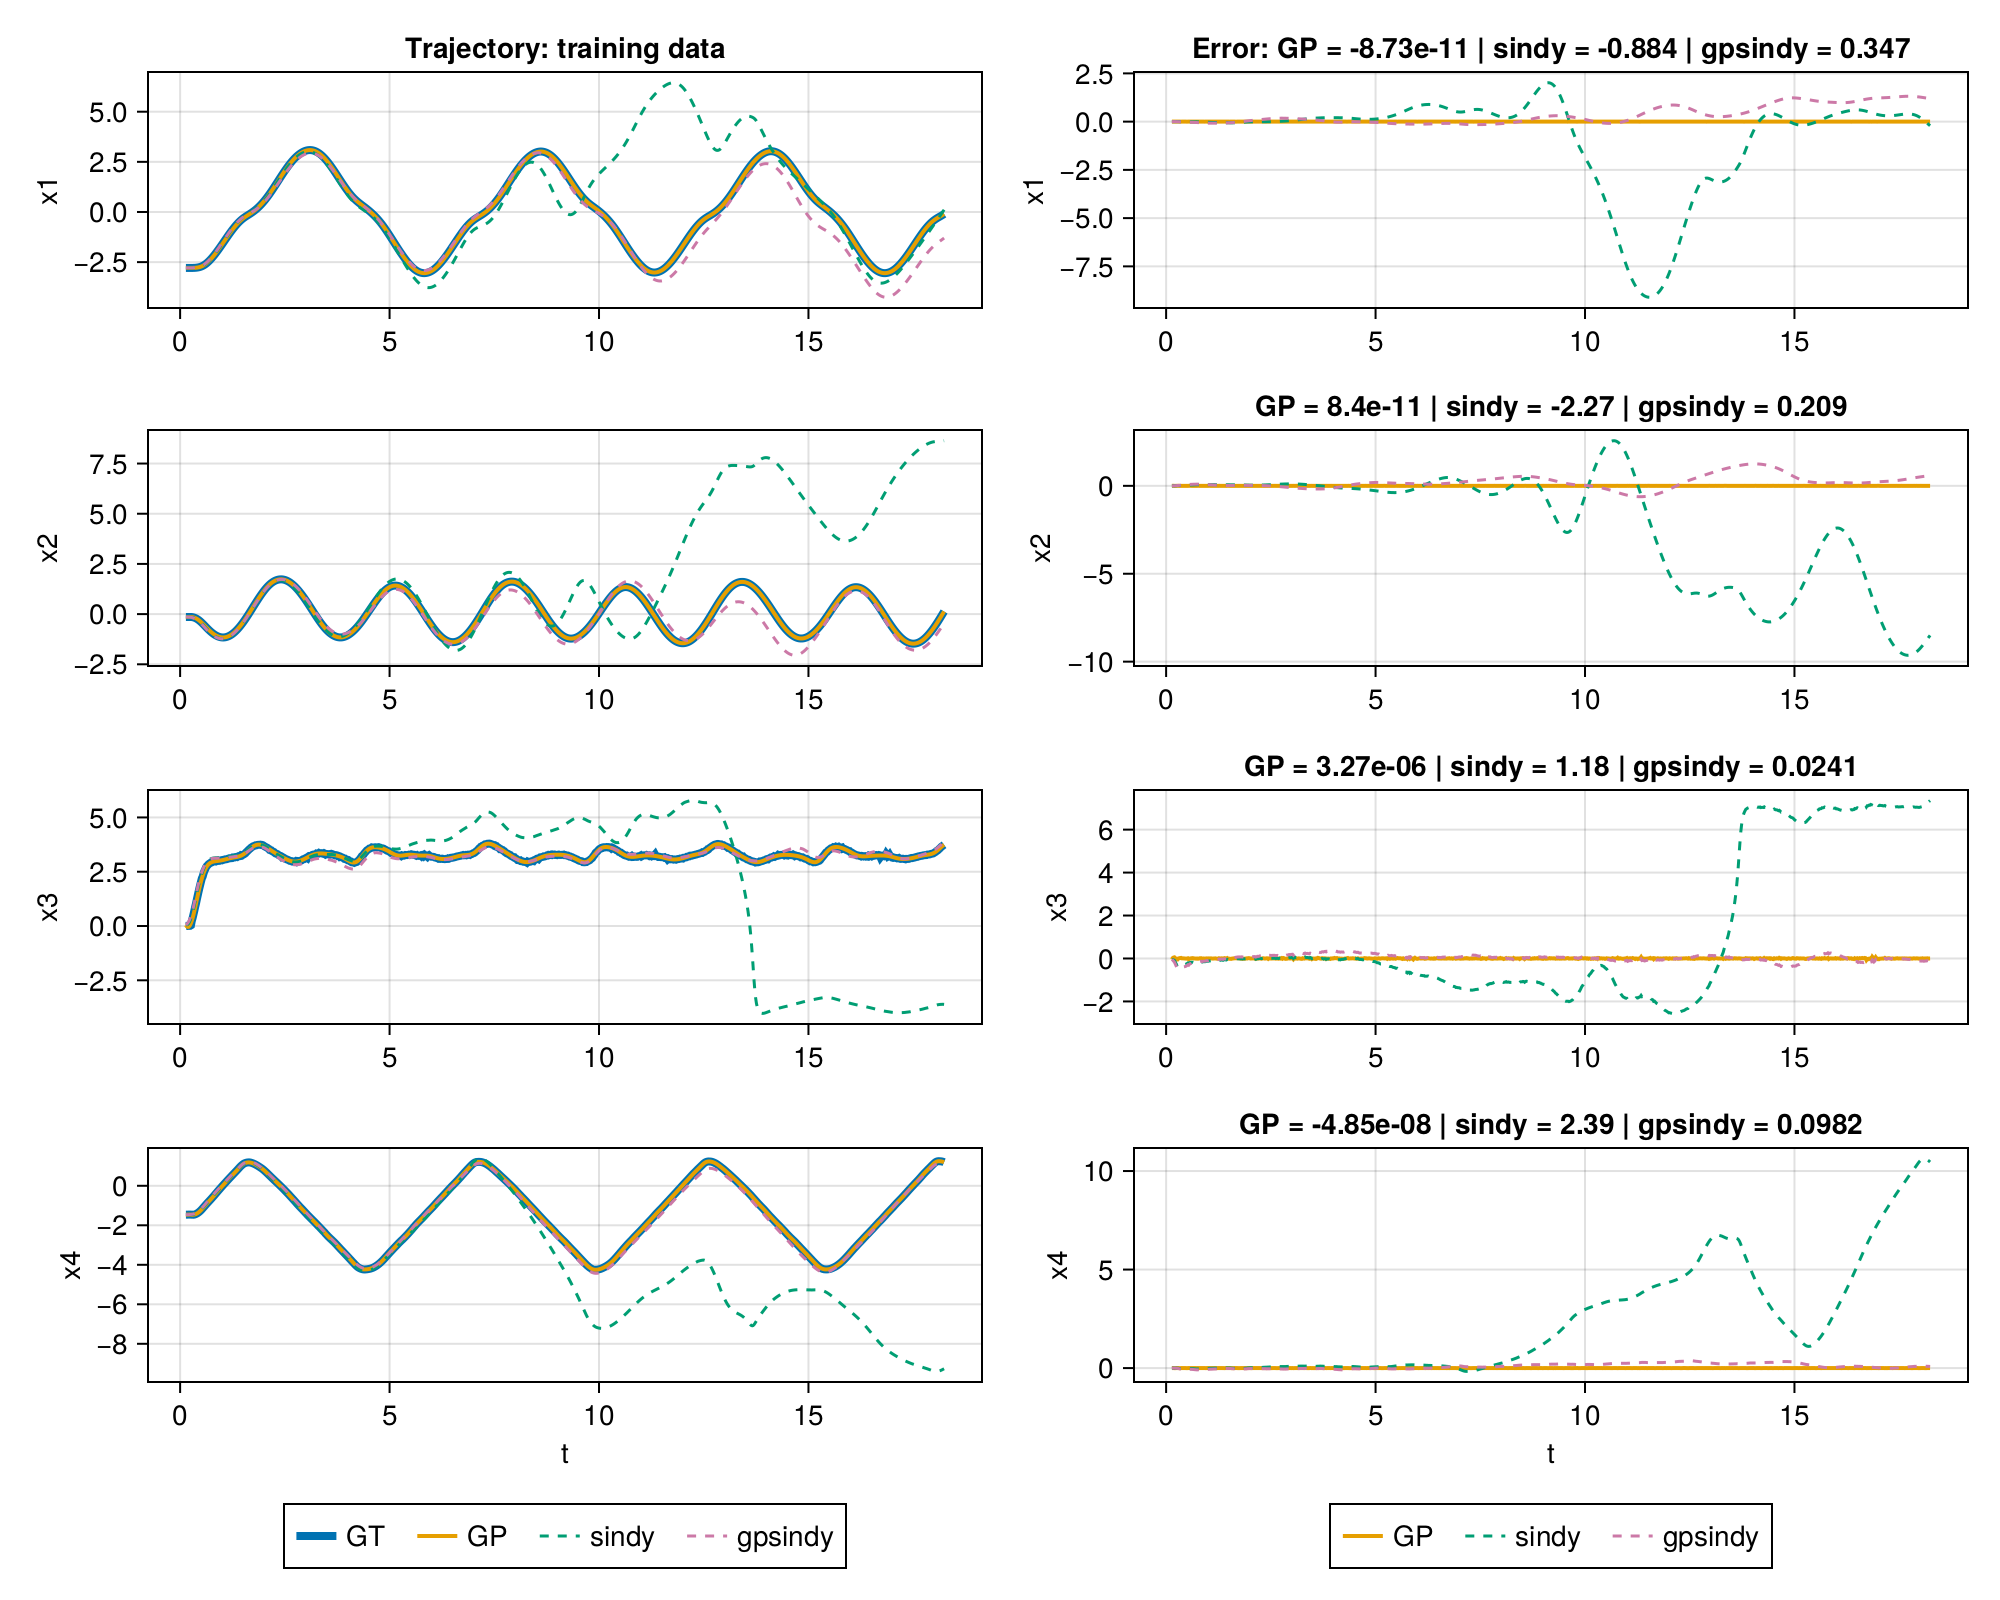 Trajectory: training data
x1
5.0
2.5
0.0
−2.5
0 5 10 15
Error: GP = -8.73e-11 | sindy = -0.884 | gpsindy = 0.347
x1
2.5
0.0
−2.5
−5.0
−7.5
0 5 10 15
x2
7.5
5.0
2.5
0.0
−2.5
0 5 10 15
GP = 8.4e-11 | sindy = -2.27 | gpsindy = 0.209
x2
0
−5
−10
0 5 10 15
x3
5.0
2.5
0.0
−2.5
0 5 10 15
GP = 3.27e-06 | sindy = 1.18 | gpsindy = 0.0241
x3
6
4
2
0
−2
0 5 10 15
x4
0
−2
−4
−6
−8
0 5 10 15
t
GP = -4.85e-08 | sindy = 2.39 | gpsindy = 0.0982
x4
10
5
0
0 5 10 15
t
GT GP sindy gpsindy
GP sindy gpsindy